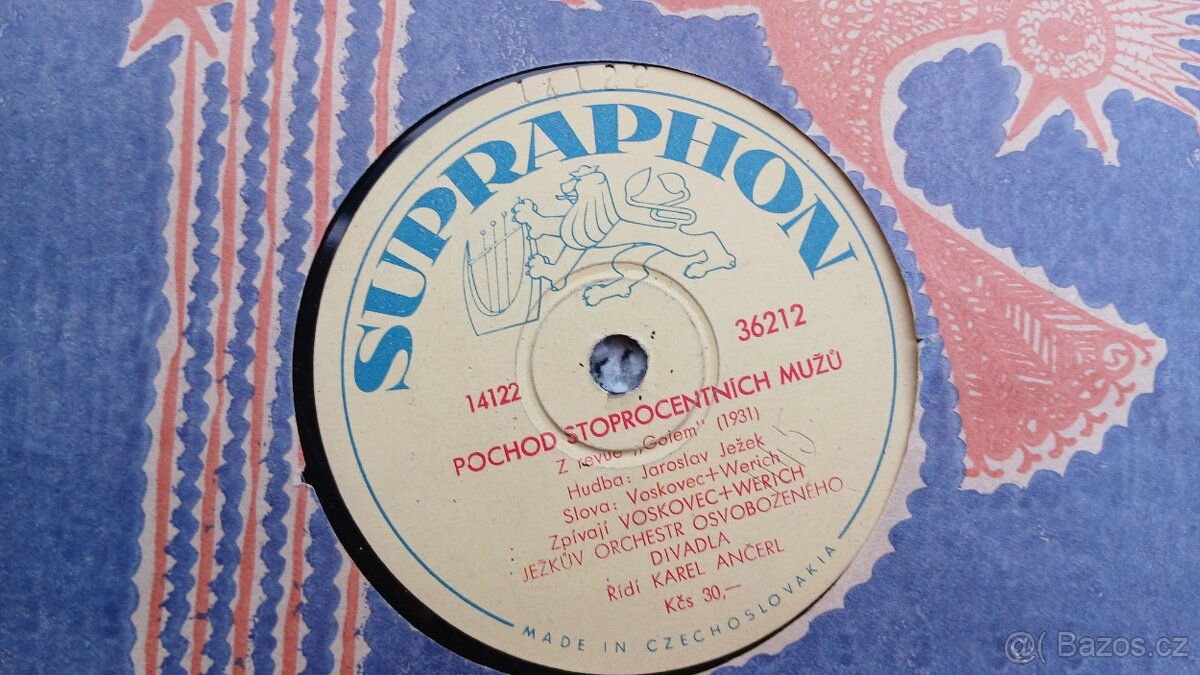 14122
SUPRAPHON
36212
14122
POCHOD STOPROCENTNÍCH MUŽŮ
Z revue „Golem" (1931)
Hudba: Jaroslav Ježek
Slova: Voskovec+Werich
Zpívají VOSKOVEC+WERICH
JEŽKŮV ORCHESTR OSVOBOZENÉHO
DIVADLA
Řídí KAREL ANČERL
Kčs 30,—
MADE IN CZECHOSLOVAKIA
Bazos.cz